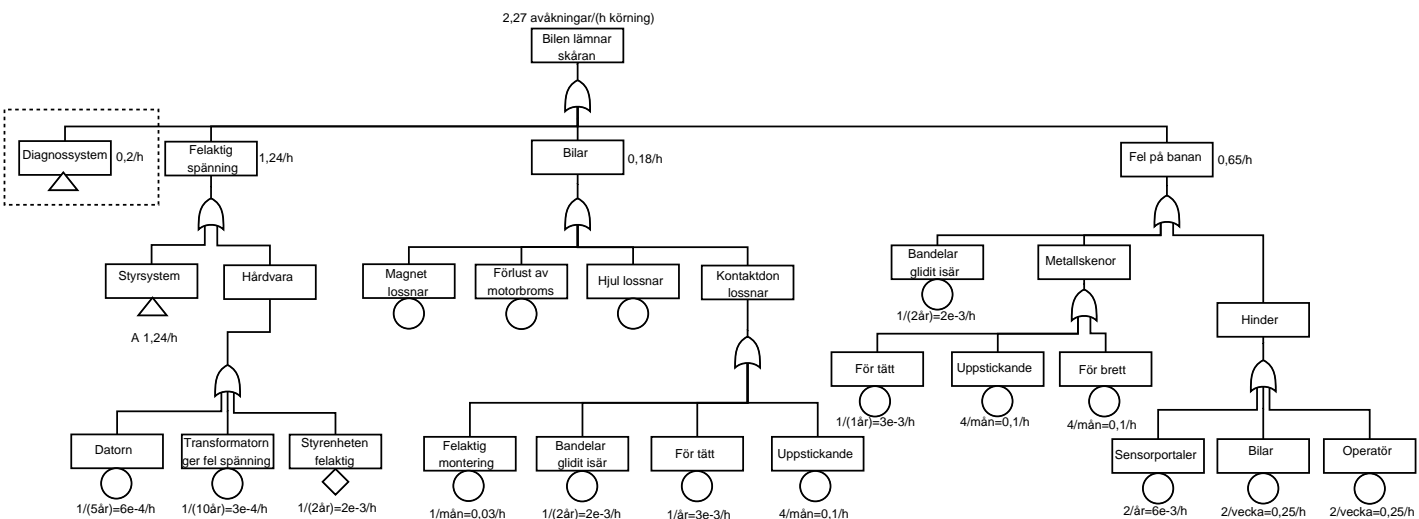 2,27 avåkningar/(h körning)
Bilen lämnar
skåran
Diagnossystem
0,2/h
Felaktig
spänning
1,24/h
Bilar
0,18/h
Fel på banan
0,65/h
Styrsystem
A 1,24/h
Hårdvara
Magnet
lossnar
Förlust av
motorbroms
Hjul lossnar
Kontaktdon
lossnar
Bandelar
glidit isär
1/(2år)=2e-3/h
Metallskenor
Hinder
För tätt
1/(1år)=3e-3/h
Uppstickande
4/mån=0,1/h
För brett
4/mån=0,1/h
Datorn
1/(5år)=6e-4/h
Transformatorn
ger fel spänning
1/(10år)=3e-4/h
Styrenheten
felaktig
1/(2år)=2e-3/h
Felaktig
montering
1/mån=0,03/h
Bandelar
glidit isär
1/(2år)=2e-3/h
För tätt
1/år=3e-3/h
Uppstickande
4/mån=0,1/h
Sensorportaler
2/år=6e-3/h
Bilar
2/vecka=0,25/h
Operatör
2/vecka=0,25/h